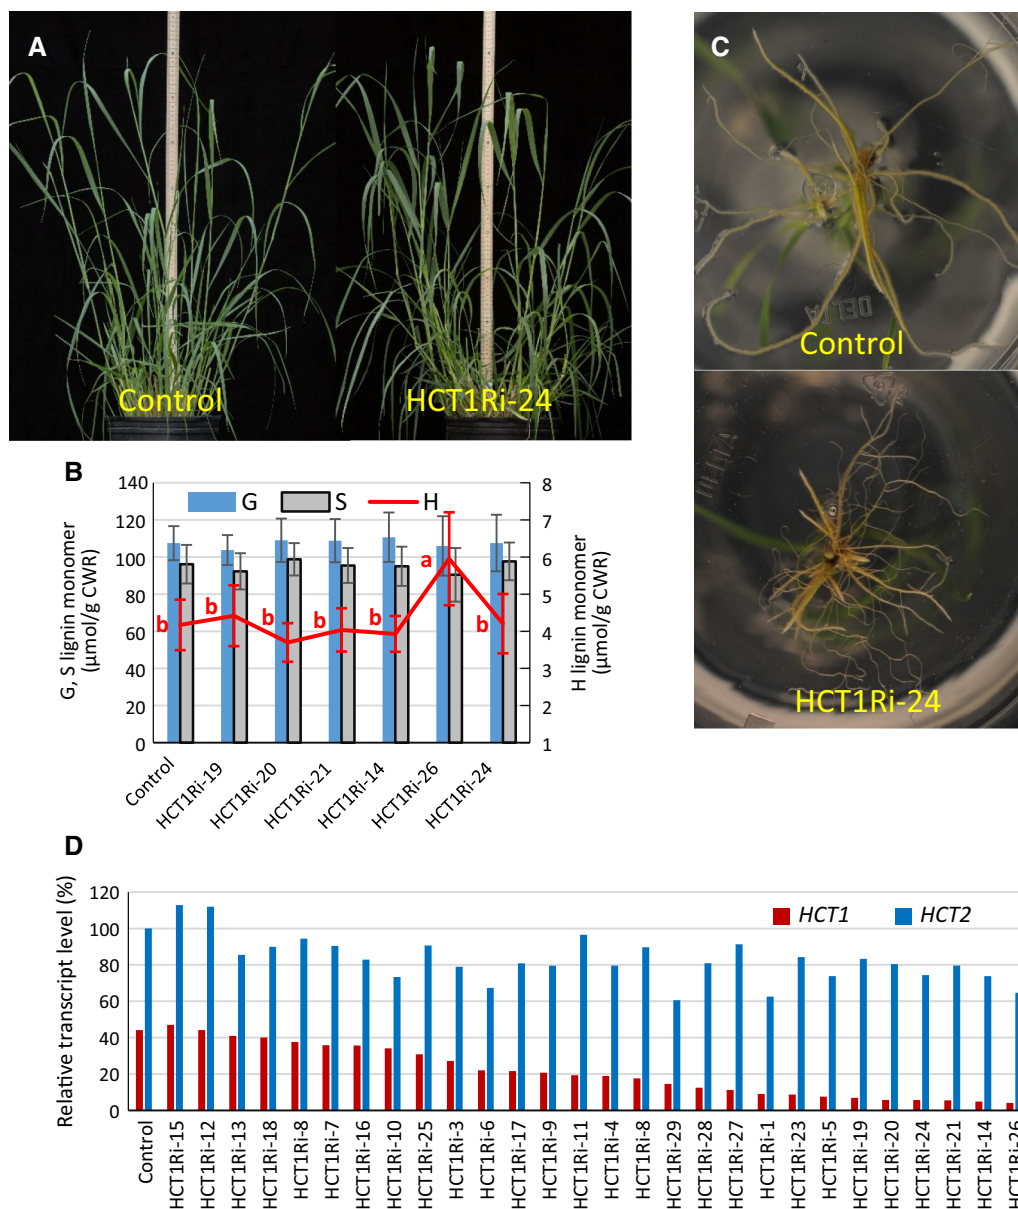 A
Control
HCT1Ri-24
C
DELTA
Control
DELTA
HCT1Ri-24
B
G
S
H
G, S lignin monomer
(µmol/g CWR)
140
120
100
80
60
40
20
0
b
b
b
b
b
a
b
8
7
6
5
4
3
2
1
H lignin monomer
(µmol/g CWR)
Control
HCT1Ri-19
HCT1Ri-20
HCT1Ri-21
HCT1Ri-14
HCT1Ri-26
HCT1Ri-24
D
Relative transcript level (%)
120
100
80
60
40
20
0
HCT1
HCT2
Control
HCT1Ri-15
HCT1Ri-12
HCT1Ri-13
HCT1Ri-18
HCT1Ri-8
HCT1Ri-7
HCT1Ri-16
HCT1Ri-10
HCT1Ri-25
HCT1Ri-3
HCT1Ri-6
HCT1Ri-17
HCT1Ri-9
HCT1Ri-11
HCT1Ri-4
HCT1Ri-8
HCT1Ri-29
HCT1Ri-28
HCT1Ri-27
HCT1Ri-1
HCT1Ri-23
HCT1Ri-5
HCT1Ri-19
HCT1Ri-20
HCT1Ri-24
HCT1Ri-21
HCT1Ri-14
HCT1Ri-26